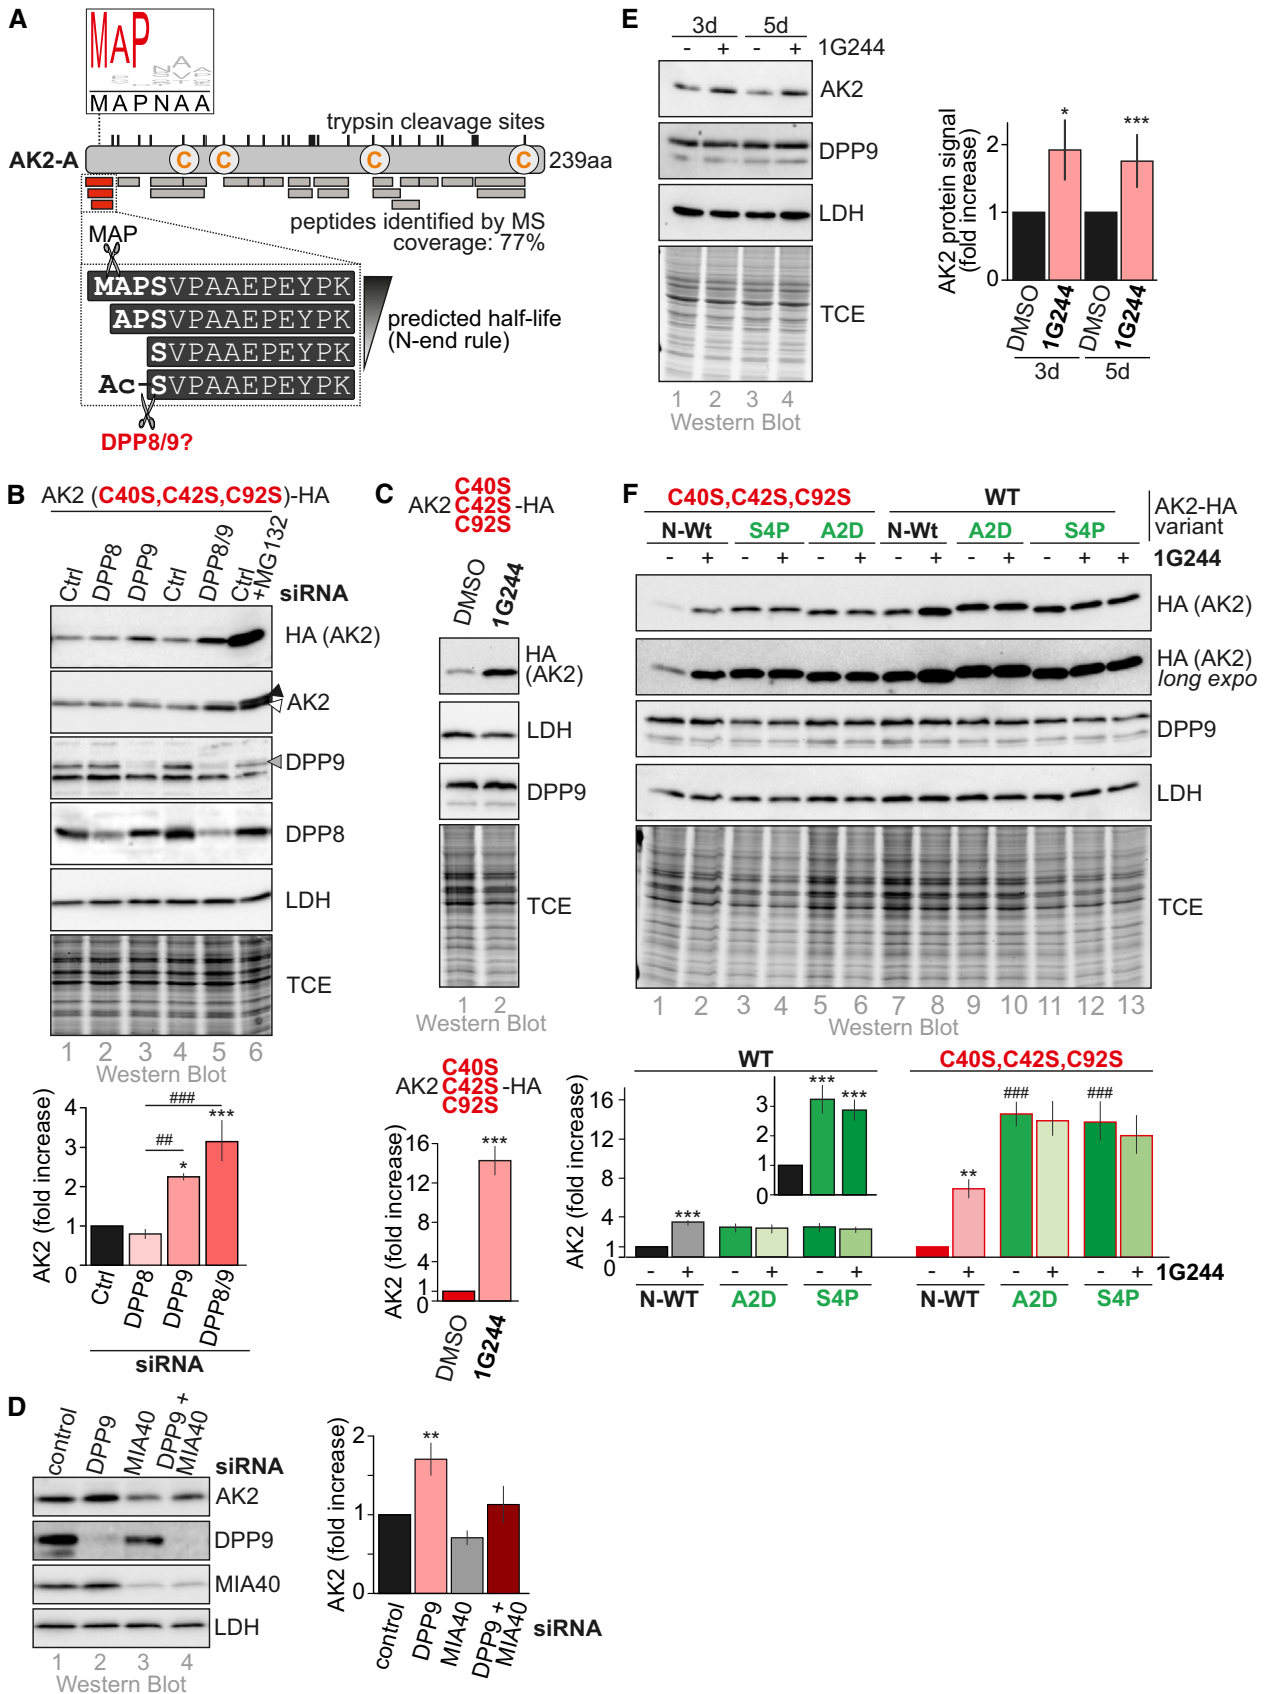 A
MAP
MAPNAA
trypsin cleavage sites
AK2-A
C
C
C
C
239aa
peptides identified by MS
coverage: 77%
MAP
MAPSVPAAEPEYPK
APSVPAAEPEYPK
SVPAAEPEYPK
Ac-SVPAAEPEYPK
predicted half-life
(N-end rule)
DPP8/9?
B
AK2 (C40S,C42S,C92S)-HA
Ctrl
DPP8
DPP9
Ctrl
DPP8/9
Ctrl
+MG132
siRNA
HA (AK2)
AK2
DPP9
DPP8
LDH
TCE
1 2 3 4 5 6
Western Blot
AK2 (fold increase)
4
3
2
1
0
###
##
*
***
Ctrl
DPP8
DPP9
DPP8/9
siRNA
C
C40S
AK2 C42S -HA
C92S
DMSO
1G244
HA
(AK2)
LDH
DPP9
TCE
1 2
Western Blot
C40S
AK2 C42S -HA
C92S
AK2 (fold increase)
16
12
8
4
1
0
***
DMSO
1G244
D
control
DPP9
MIA40
DPP9 +
MIA40
siRNA
AK2
DPP9
MIA40
LDH
1 2 3 4
Western Blot
AK2 (fold increase)
2
1
0
**
control
DPP9
MIA40
DPP9 +
MIA40
siRNA
E
3d 5d
- + - + 1G244
AK2
DPP9
LDH
TCE
1 2 3 4
Western Blot
AK2 protein signal
(fold increase)
2
1
0
*
***
DMSO
1G244
DMSO
1G244
3d 5d
F
C40S,C42S,C92S WT
AK2-HA
variant
N-Wt S4P A2D N-Wt A2D S4P
- + - + - + - + - + - + + 1G244
HA (AK2)
HA (AK2)
long expo
DPP9
LDH
TCE
1 2 3 4 5 6 7 8 9 10 11 12 13
Western Blot
WT
C40S,C42S,C92S
AK2 (fold increase)
16
12
8
4
1
0
***
3
2
1
0
***
***
**
###
###
- + - + - + - + - + - + 1G244
N-WT A2D S4P N-WT A2D S4P